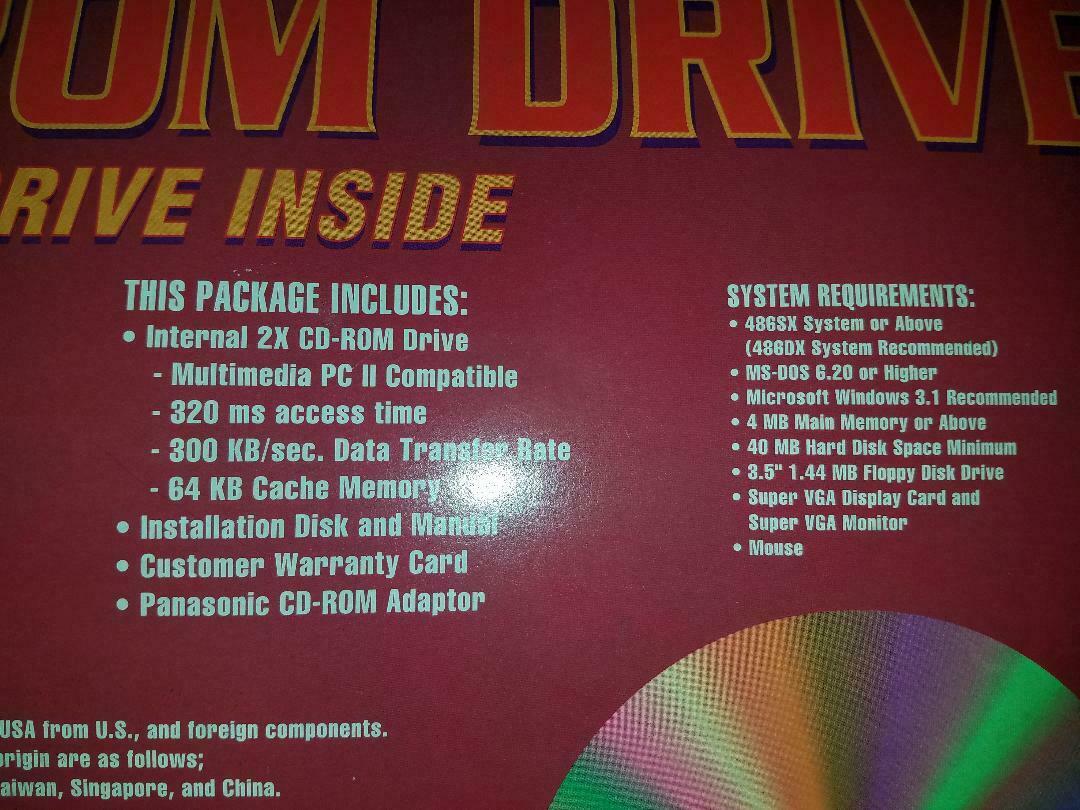 OM DRIVE
RIVE INSIDE
THIS PACKAGE INCLUDES:
• Internal 2X CD-ROM Drive
- Multimedia PC II Compatible
- 320 ms access time
- 300 KB/sec. Data Transfer Rate
- 64 KB Cache Memory
• Installation Disk and Manual
• Customer Warranty Card
• Panasonic CD-ROM Adaptor
SYSTEM REQUIREMENTS:
• 486SX System or Above
(486DX System Recommended)
• MS-DOS 6.20 or Higher
• Microsoft Windows 3.1 Recommended
• 4 MB Main Memory or Above
• 40 MB Hard Disk Space Minimum
• 3.5" 1.44 MB Floppy Disk Drive
• Super VGA Display Card and
Super VGA Monitor
• Mouse
USA from U.S., and foreign components.
origin are as follows;
aiwan, Singapore, and China.